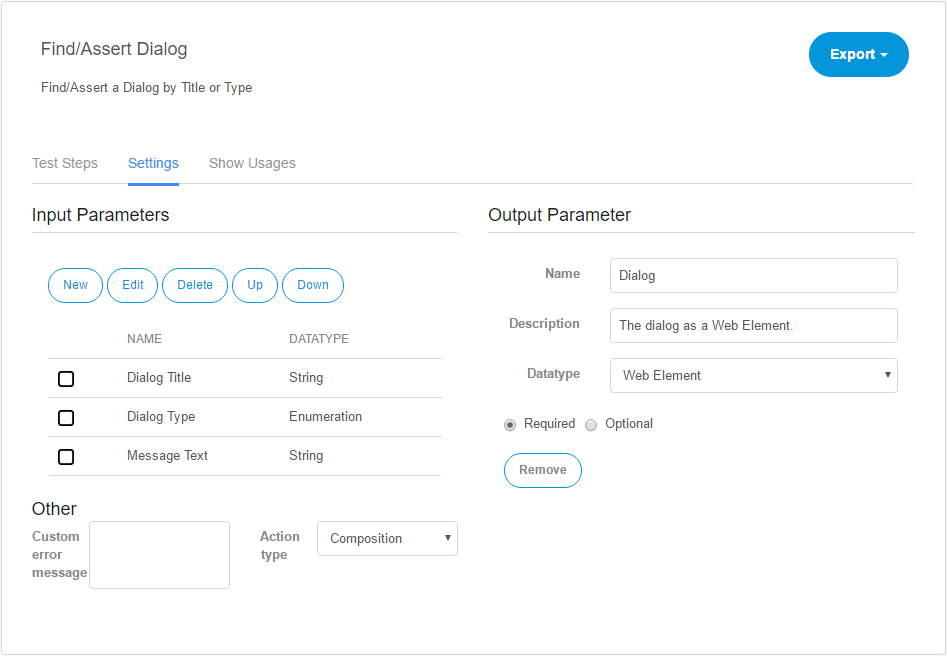 Find/Assert Dialog
Export
Find/Assert a Dialog by Title or Type
Test Steps Settings Show Usages
Input Parameters
New Edit Delete Up Down
NAME DATATYPE
Dialog Title String
Dialog Type Enumeration
Message Text String
Other
Custom error message
Action type
Composition
Output Parameter
Name Dialog
Description The dialog as a Web Element.
Datatype Web Element
Required Optional
Remove